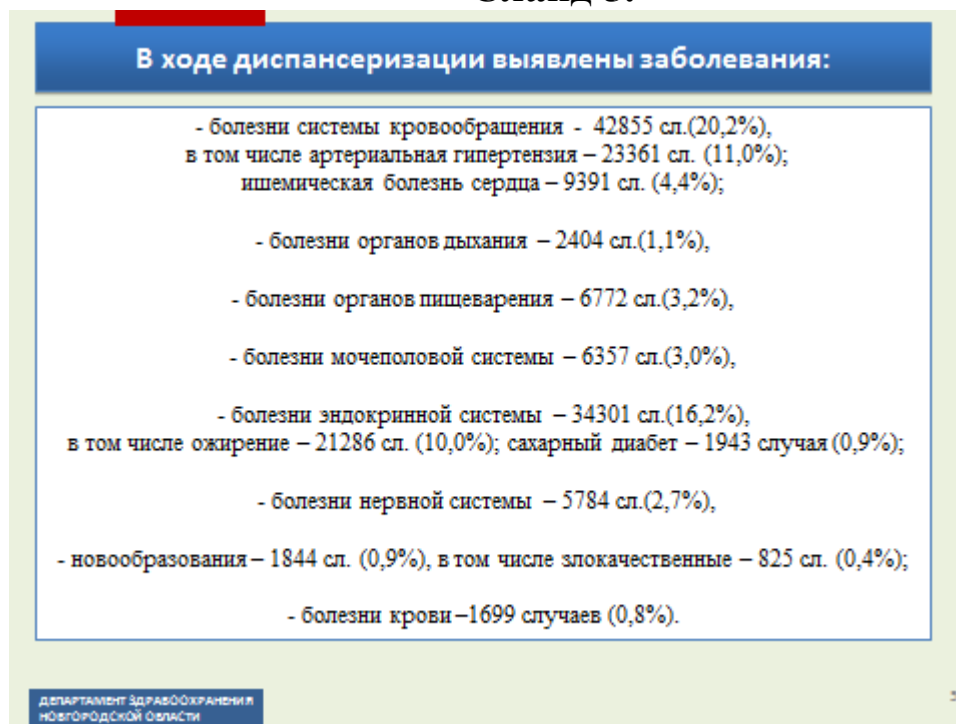 В ходе диспансеризации выявлены заболевания:
- болезни системы кровообращения - 42855 сл.(20,2%),
в том числе артериальная гипертензия – 23361 сл. (11,0%);
ишемическая болезнь сердца – 9391 сл. (4,4%);
- болезни органов дыхания – 2404 сл.(1,1%),
- болезни органов пищеварения – 6772 сл.(3,2%),
- болезни мочеполовой системы – 6357 сл.(3,0%),
- болезни эндокринной системы – 34301 сл.(16,2%),
в том числе ожирение – 21286 сл. (10,0%); сахарный диабет – 1943 случая (0,9%);
- болезни нервной системы – 5784 сл.(2,7%),
- новообразования – 1844 сл. (0,9%), в том числе злокачественные – 825 сл. (0,4%);
- болезни крови –1699 случаев (0,8%).
ДЕПАРТАМЕНТ ЗДРАВООХРАНЕНИЯ
НОВГОРОДСКОЙ ОБЛАСТИ